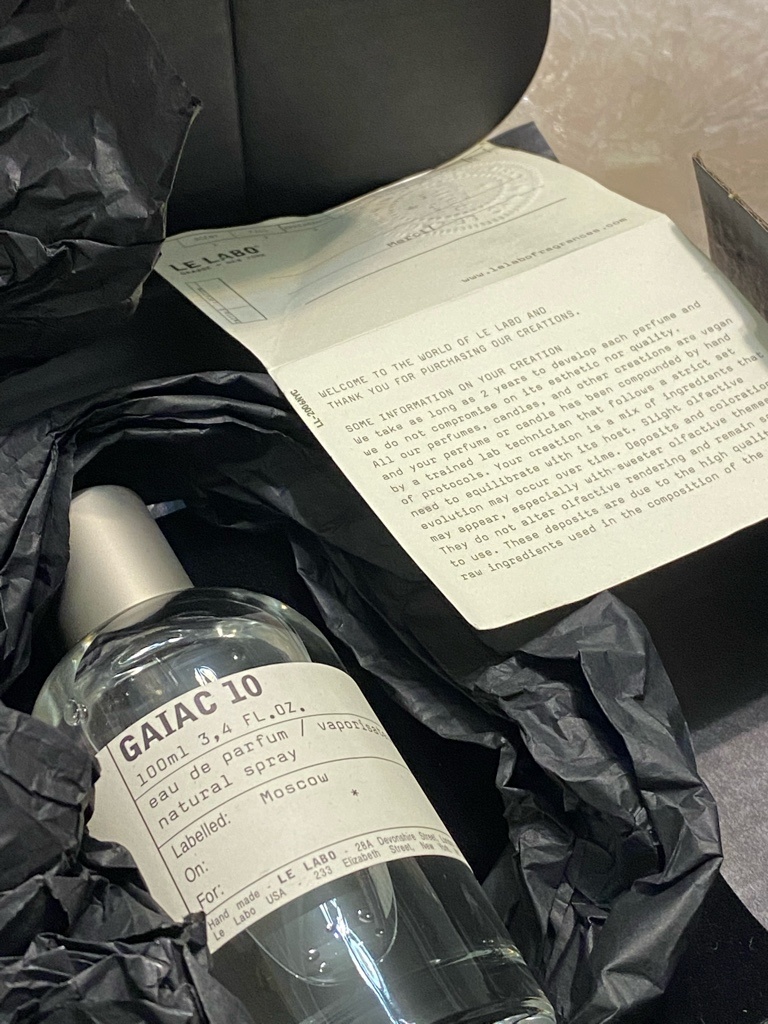 LE LABO
GRASSE - NEW YORK
Merci
www.lelabofragrances.com
LL-2006NYC
WELCOME TO THE WORLD OF LE LABO AND
THANK YOU FOR PURCHASING OUR CREATIONS.
SOME INFORMATION ON YOUR CREATION
We take as long as 2 years to develop each perfume and
we do not compromise on its esthetic nor quality.
All our perfumes, candles, and other creations are vegan
and your perfume or candle has been compounded by hand
by a trained lab technician that follows a strict set
of protocols. Your creation is a mix of ingredients that
need to equilibrate with its host. Slight olfactive
evolution may occur over time. Deposits and coloration
may appear, especially with-sweeter olfactive themes
They do not alter olfactive rendering and remain
to use. These deposits are due to the high
raw ingredients used in the composition of the
GAIAC 10
100ml 3,4 FL.OZ.
eau de parfum /
natural spray
Labelled: Moscow
On: *
For:
Hand made - LE LABO - 28A Devonshire Street,
Le Labo USA - 233 Elizabeth Street, New